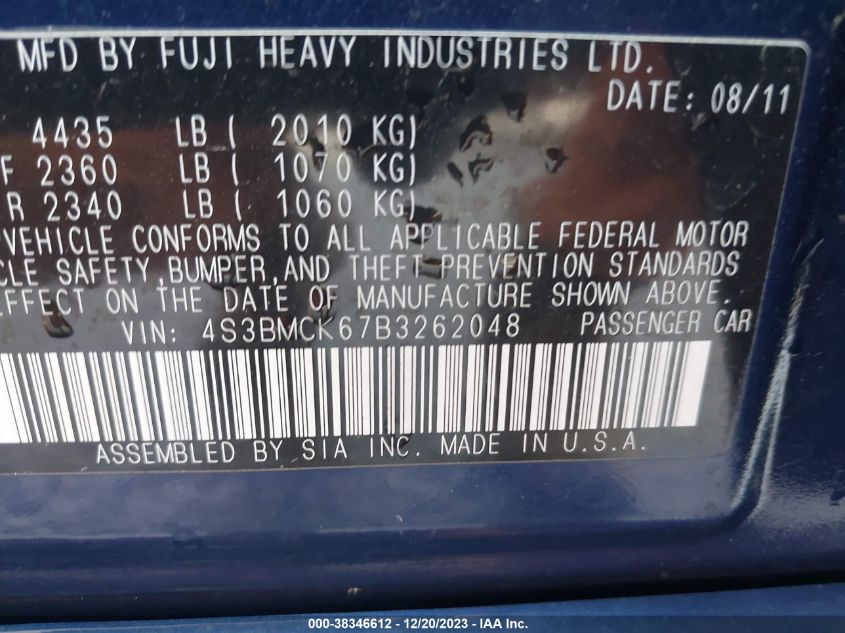 MFD BY FUJI HEAVY INDUSTRIES LTD.
DATE: 08/11
4435 LB ( 2010 KG)
F 2360 LB ( 1070 KG)
R 2340 LB ( 1060 KG)
VEHICLE CONFORMS TO ALL APPLICABLE FEDERAL MOTOR
CLE SAFETY,BUMPER,AND THEFT PREVENTION STANDARDS
EFFECT ON THE DATE OF MANUFACTURE SHOWN ABOVE.
VIN: 4S3BMCK67B3262048 PASSENGER CAR
ASSEMBLED BY SIA INC. MADE IN U.S.A.
000-38346612 - 12/20/2023 - IAA Inc.